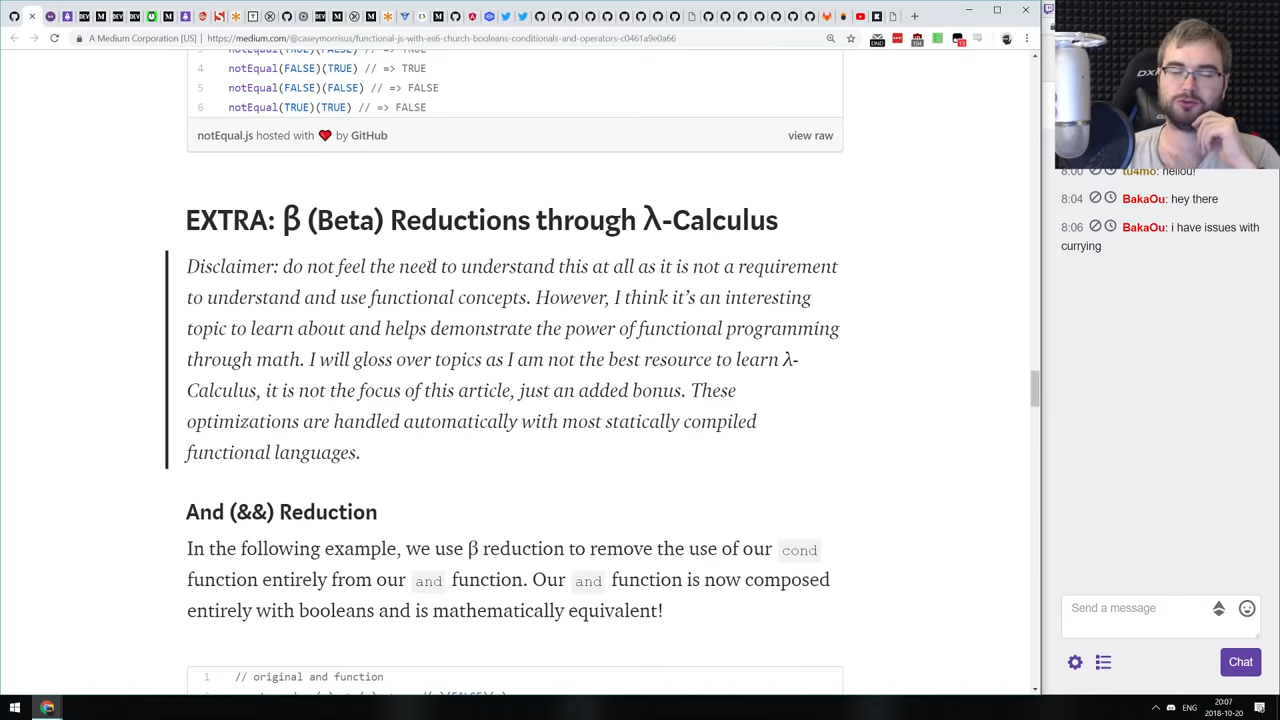 A Medium Corporation [US] | https://medium.com/@caseymorrisus/functional-js-with-es6-church-booleans-conditionals-and-operators-c0461a9e0a66
4 notEqual(FALSE)(TRUE) // => TRUE
5 notEqual(FALSE)(FALSE) // => FALSE
6 notEqual(TRUE)(TRUE) // => FALSE
notEqual.js hosted with ❤ by GitHub view raw
EXTRA: β (Beta) Reductions through λ-Calculus
Disclaimer: do not feel the need to understand this at all as it is not a requirement
to understand and use functional concepts. However, I think it's an interesting
topic to learn about and helps demonstrate the power of functional programming
through math. I will gloss over topics as I am not the best resource to learn λ-
Calculus, it is not the focus of this article, just an added bonus. These
optimizations are handled automatically with most statically compiled
functional languages.
And (&&) Reduction
In the following example, we use β reduction to remove the use of our cond
function entirely from our and function. Our and function is now composed
entirely with booleans and is mathematically equivalent!
1 // original and function
8:00 tu4mo: hellou!
8:04 BakaOu: hey there
8:06 BakaOu: i have issues with
currying
Send a message
Chat
ENG
20:07
2018-10-20